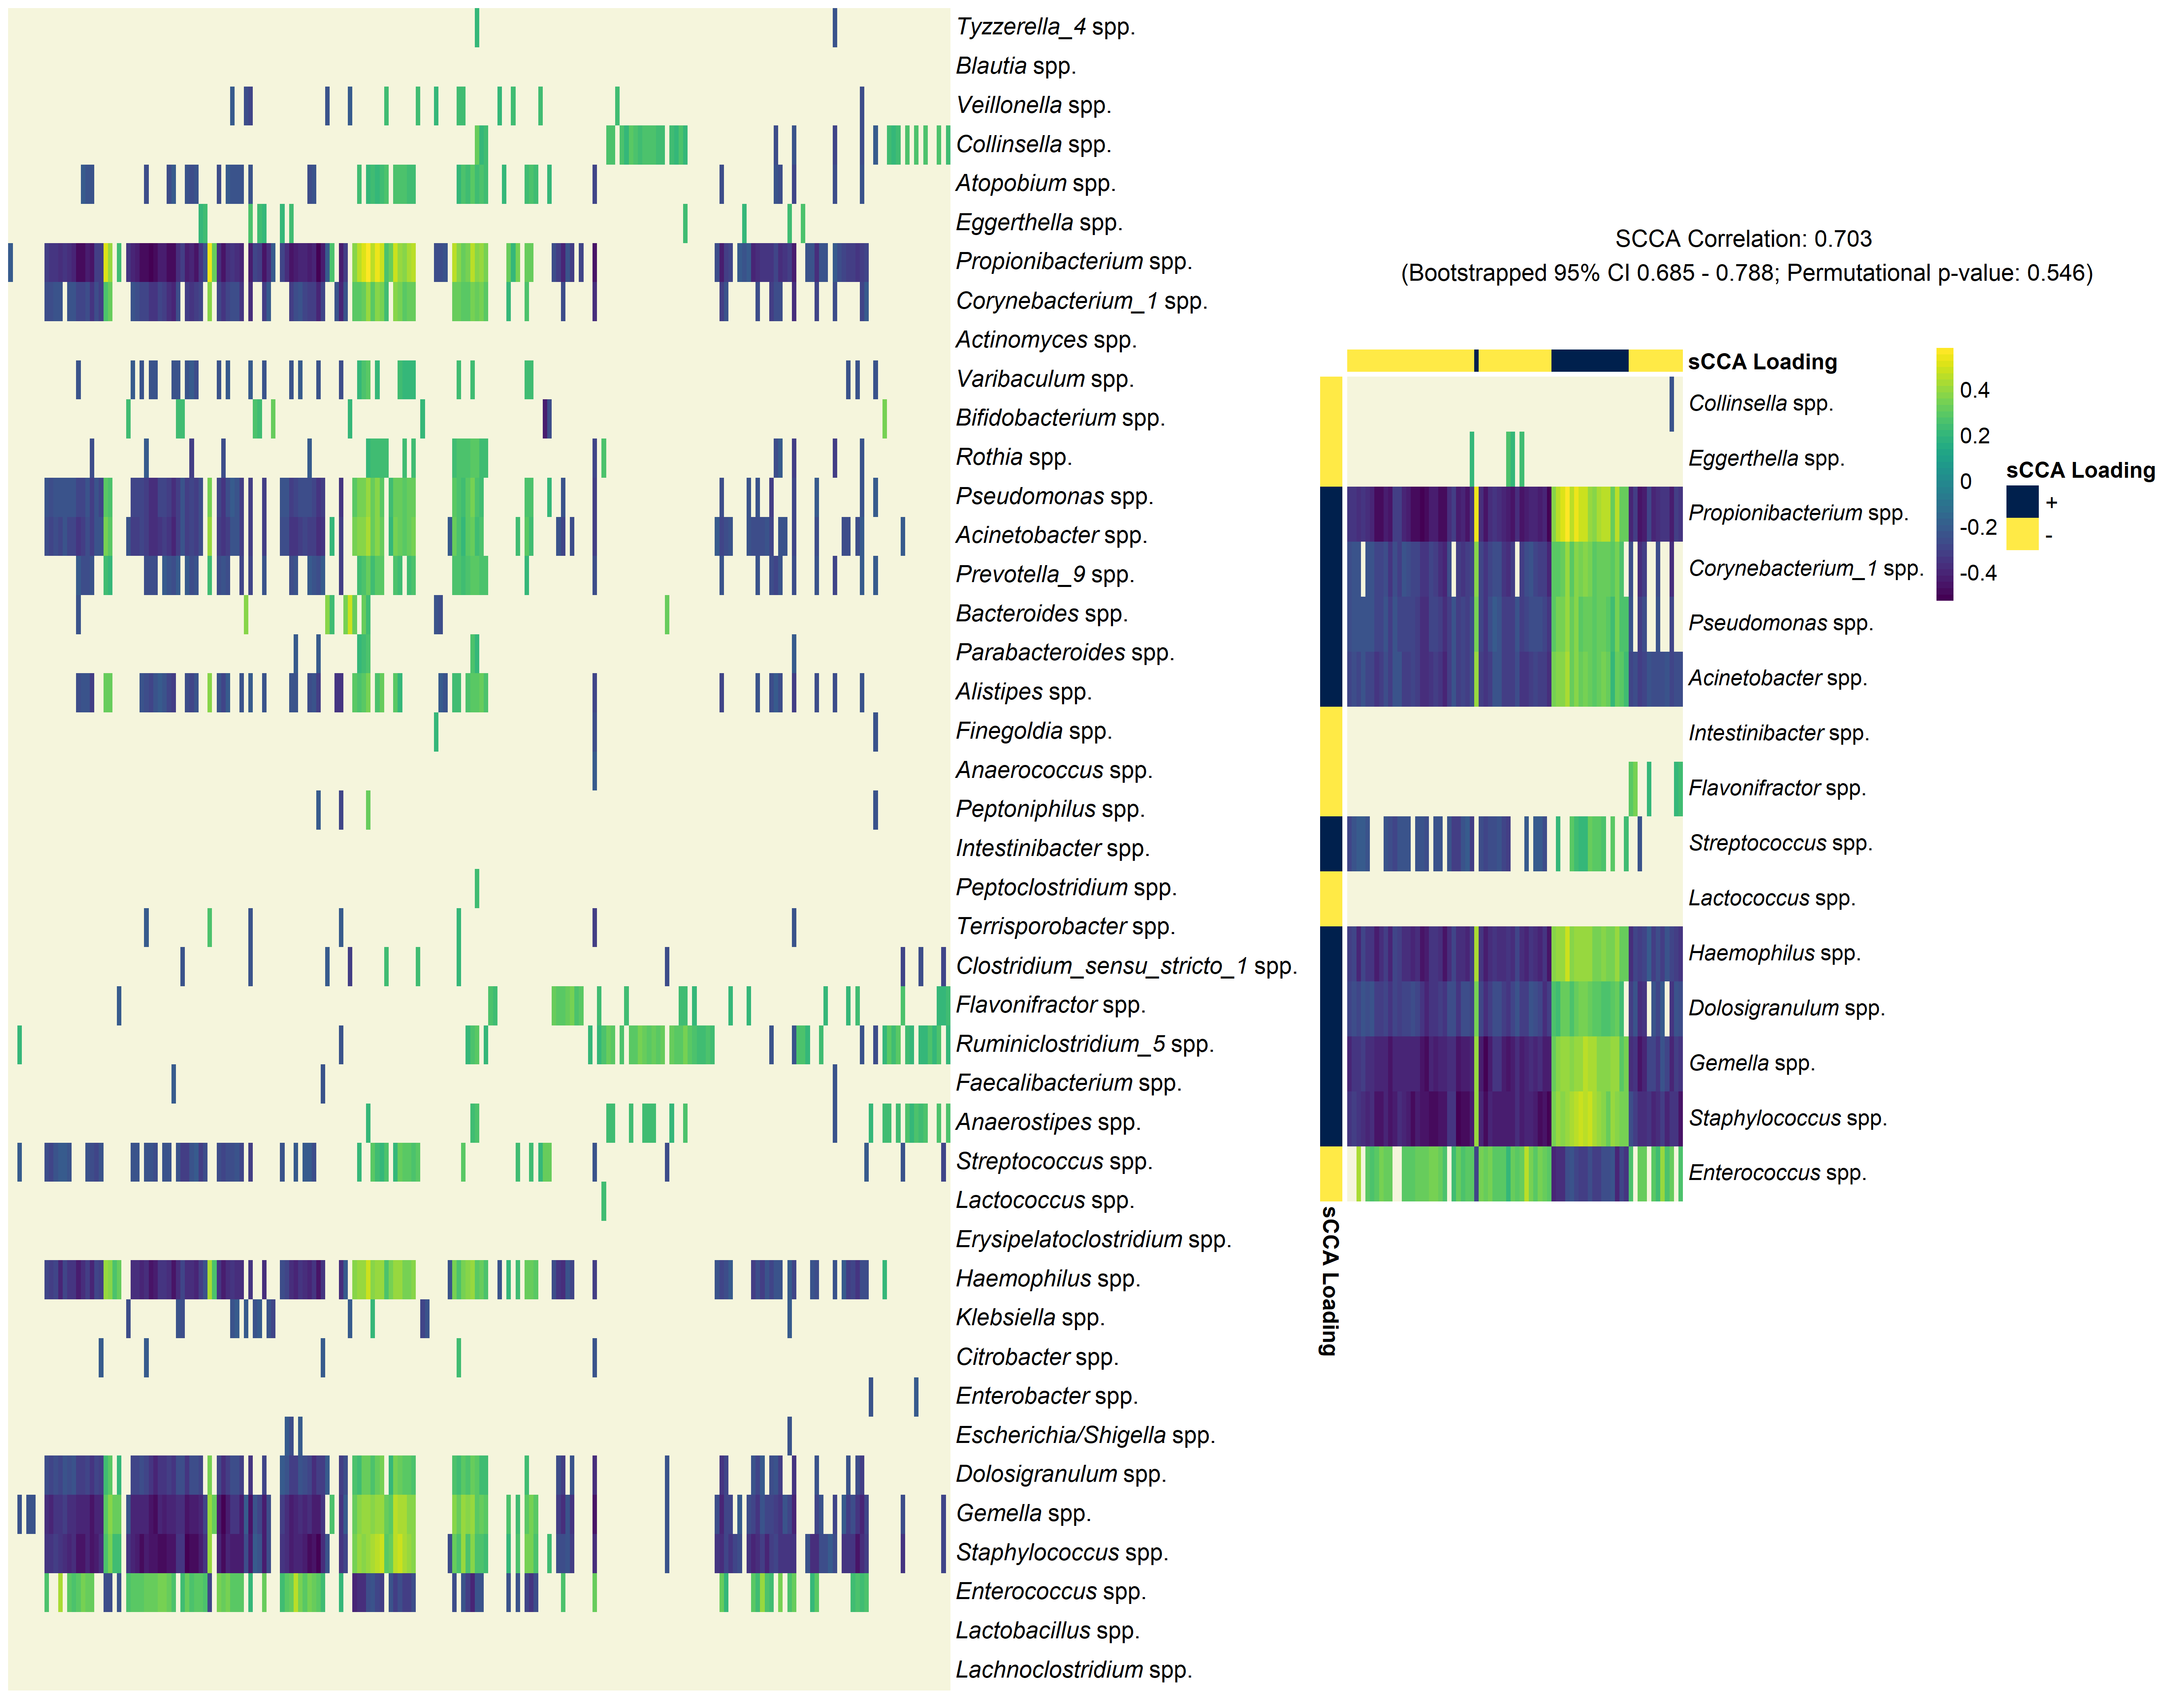 Tyzzerella_4 spp.
Blautia spp.
Veillonella spp.
Collinsella spp.
Atopobium spp.
Eggerthella spp.
Propionibacterium spp.
Corynebacterium_1 spp.
Actinomyces spp.
Varibaculum spp.
Bifidobacterium spp.
Rothia spp.
Pseudomonas spp.
Acinetobacter spp.
Prevotella_9 spp.
Bacteroides spp.
Parabacteroides spp.
Alistipes spp.
Finegoldia spp.
Anaerococcus spp.
Peptoniphilus spp.
Intestinibacter spp.
Peptoclostridium spp.
Terrisporobacter spp.
Clostridium_sensu_stricto_1 spp.
Flavonifractor spp.
Ruminiclostridium_5 spp.
Faecalibacterium spp.
Anaerostipes spp.
Streptococcus spp.
Lactococcus spp.
Erysipelatoclostridium spp.
Haemophilus spp.
Klebsiella spp.
Citrobacter spp.
Enterobacter spp.
Escherichia/Shigella spp.
Dolosigranulum spp.
Gemella spp.
Staphylococcus spp.
Enterococcus spp.
Lactobacillus spp.
Lachnoclostridium spp.
SCCA Correlation: 0.703
(Bootstrapped 95% CI 0.685 - 0.788; Permutational p-value: 0.546)
sCCA Loading
Collinsella spp.
Eggerthella spp.
Propionibacterium spp.
Corynebacterium_1 spp.
Pseudomonas spp.
Acinetobacter spp.
Intestinibacter spp.
Flavonifractor spp.
Streptococcus spp.
Lactococcus spp.
Haemophilus spp.
Dolosigranulum spp.
Gemella spp.
Staphylococcus spp.
Enterococcus spp.
sCCA Loading
0.4
0.2
0
-0.2
-0.4
sCCA Loading
+
-